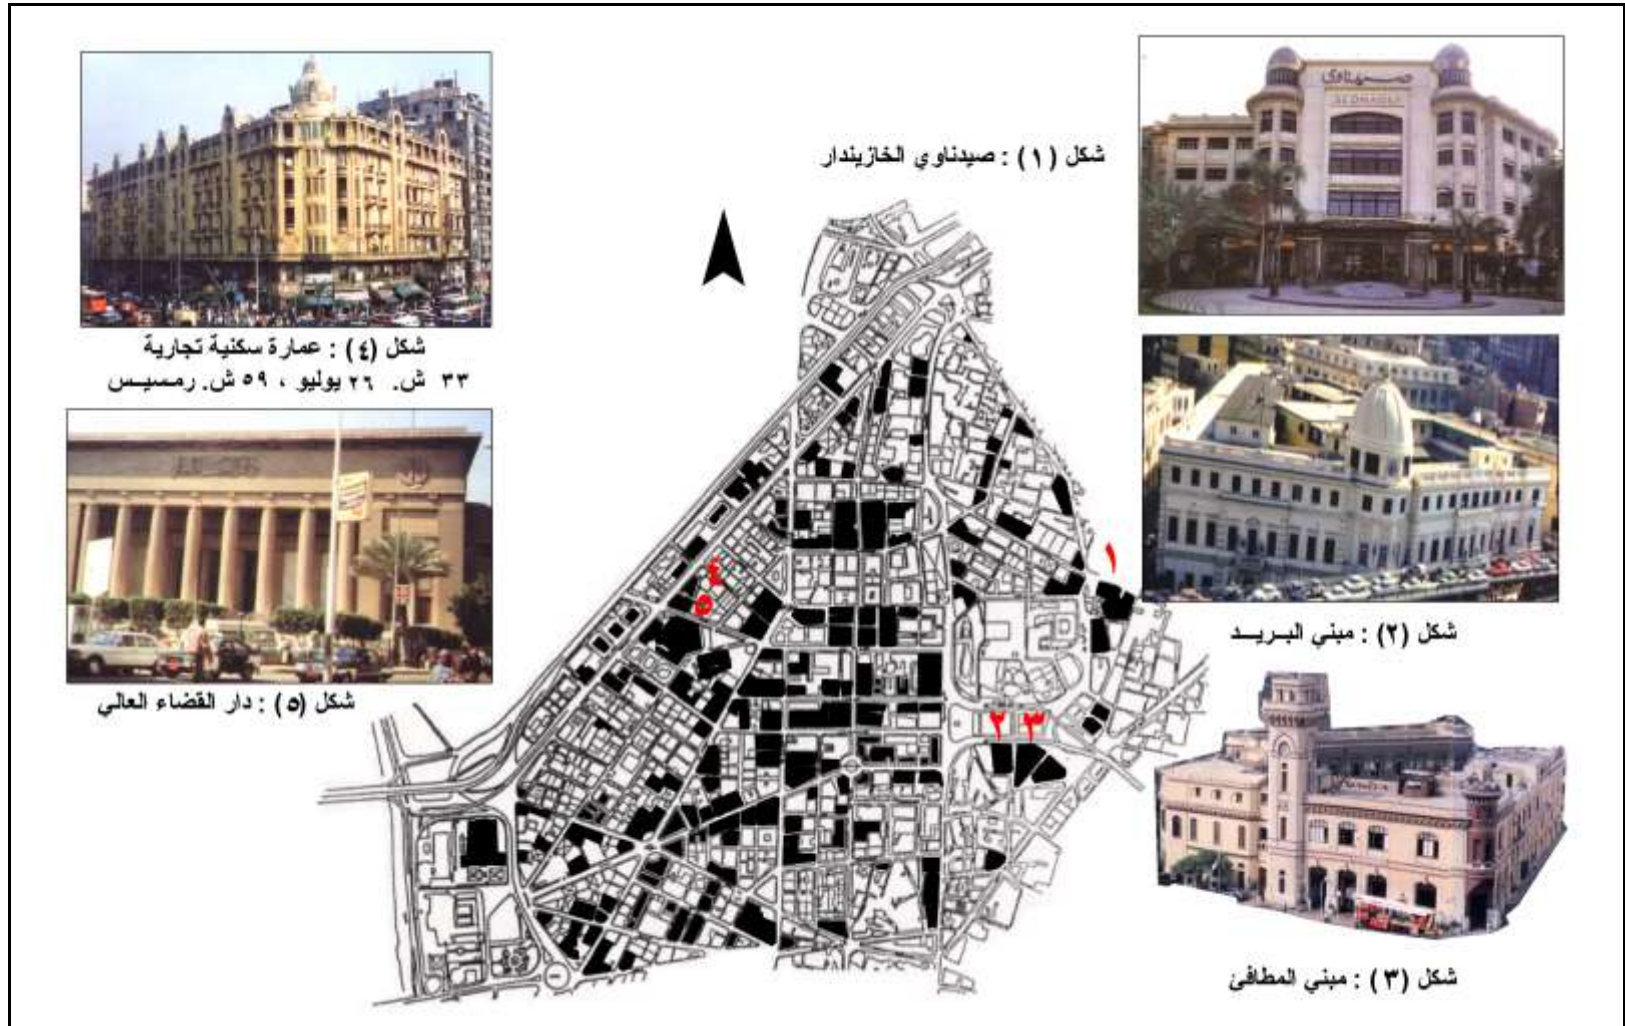 شكل (١) : صيدناوي الخازيندار
صيدناوى
شكل (٤) : عمارة سكنية تجارية
٣٣ ش. ٢٦ يوليو ، ٥٩ ش. رمسيس
شكل (٢) : مبني البريد
شكل (٥) : دار القضاء العالي
شكل (٣) : مبني المطافئ
١
٤
٥
٢ ٣